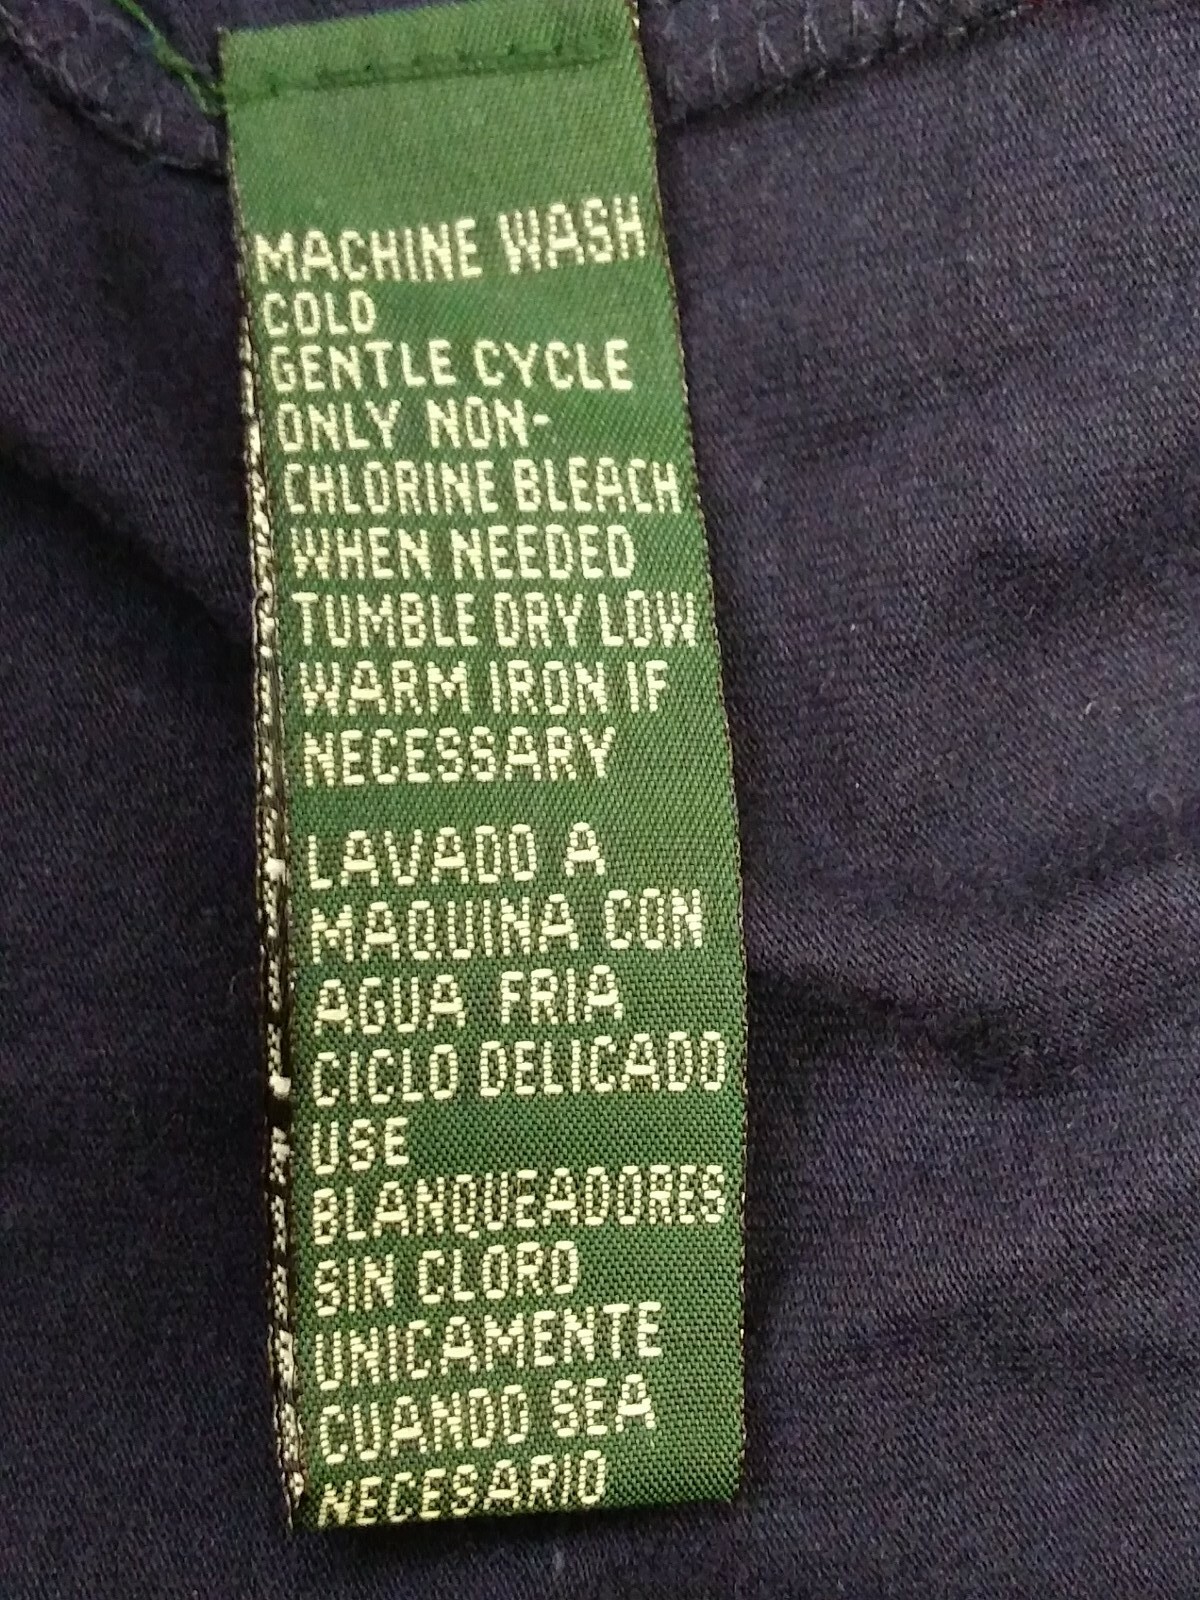 MACHINE WASH
COLD
GENTLE CYCLE
ONLY NON-
CHLORINE BLEACH
WHEN NEEDED
TUMBLE DRY LOW
WARM IRON IF
NECESSARY
LAVADO A
MAQUINA CON
AGUA FRIA
CICLO DELICADO
USE
BLANQUEADORES
SIN CLORO
UNICAMENTE
CUANDO SEA
NECESARIO